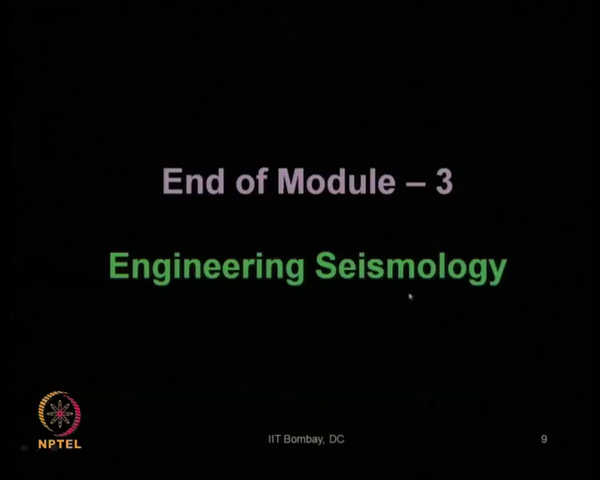 End of Module – 3
Engineering Seismology
NPTEL
IIT Bombay, DC
9